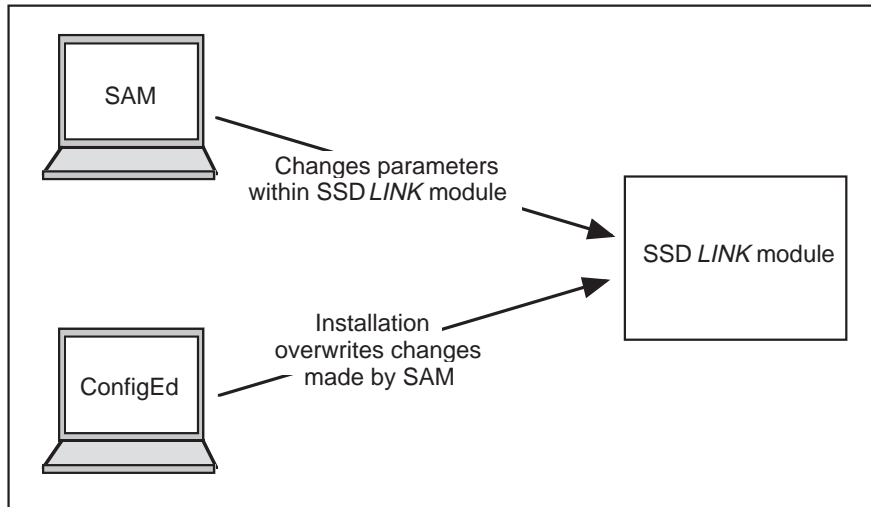 SAM
Changes parameters
within SSD LINK module
SSD LINK module
Installation
overwrites changes
made by SAM
ConfigEd